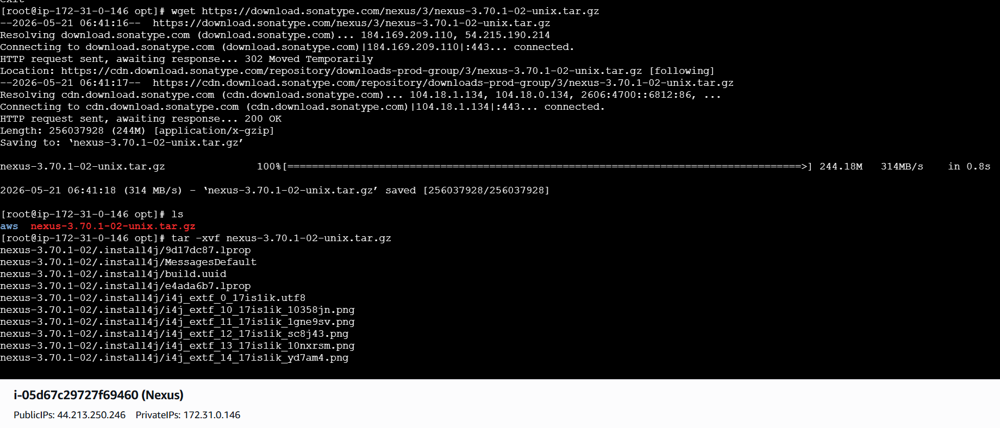 exit
[root@ip-172-31-0-146 opt]# wget https://download.sonatype.com/nexus/3/nexus-3.70.1-02-unix.tar.gz
--2026-05-21 06:41:16--  https://download.sonatype.com/nexus/3/nexus-3.70.1-02-unix.tar.gz
Resolving download.sonatype.com (download.sonatype.com)... 184.169.209.110, 54.215.190.214
Connecting to download.sonatype.com (download.sonatype.com)|184.169.209.110|:443... connected.
HTTP request sent, awaiting response... 302 Moved Temporarily
Location: https://cdn.download.sonatype.com/repository/downloads-prod-group/3/nexus-3.70.1-02-unix.tar.gz [following]
--2026-05-21 06:41:17--  https://cdn.download.sonatype.com/repository/downloads-prod-group/3/nexus-3.70.1-02-unix.tar.gz
Resolving cdn.download.sonatype.com (cdn.download.sonatype.com)... 104.18.1.134, 104.18.0.134, 2606:4700::6812:86, ...
Connecting to cdn.download.sonatype.com (cdn.download.sonatype.com)|104.18.1.134|:443... connected.
HTTP request sent, awaiting response... 200 OK
Length: 256037928 (244M) [application/x-gzip]
Saving to: ‘nexus-3.70.1-02-unix.tar.gz’
nexus-3.70.1-02-unix.tar.gz 100%[====================================================================================>] 244.18M 314MB/s in 0.8s
2026-05-21 06:41:18 (314 MB/s) - ‘nexus-3.70.1-02-unix.tar.gz’ saved [256037928/256037928]
[root@ip-172-31-0-146 opt]# ls
aws  nexus-3.70.1-02-unix.tar.gz
[root@ip-172-31-0-146 opt]# tar -xvf nexus-3.70.1-02-unix.tar.gz
nexus-3.70.1-02/.install4j/9d17dc87.lprop
nexus-3.70.1-02/.install4j/MessagesDefault
nexus-3.70.1-02/.install4j/build.uuid
nexus-3.70.1-02/.install4j/e4ada6b7.lprop
nexus-3.70.1-02/.install4j/i4j_extf_0_17is1ik.utf8
nexus-3.70.1-02/.install4j/i4j_extf_10_17is1ik_10358jn.png
nexus-3.70.1-02/.install4j/i4j_extf_11_17is1ik_1gne9sv.png
nexus-3.70.1-02/.install4j/i4j_extf_12_17is1ik_sc8j43.png
nexus-3.70.1-02/.install4j/i4j_extf_13_17is1ik_10nxrsm.png
nexus-3.70.1-02/.install4j/i4j_extf_14_17is1ik_yd7am4.png
i-05d67c29727f69460 (Nexus)
PublicIPs: 44.213.250.246 PrivateIPs: 172.31.0.146